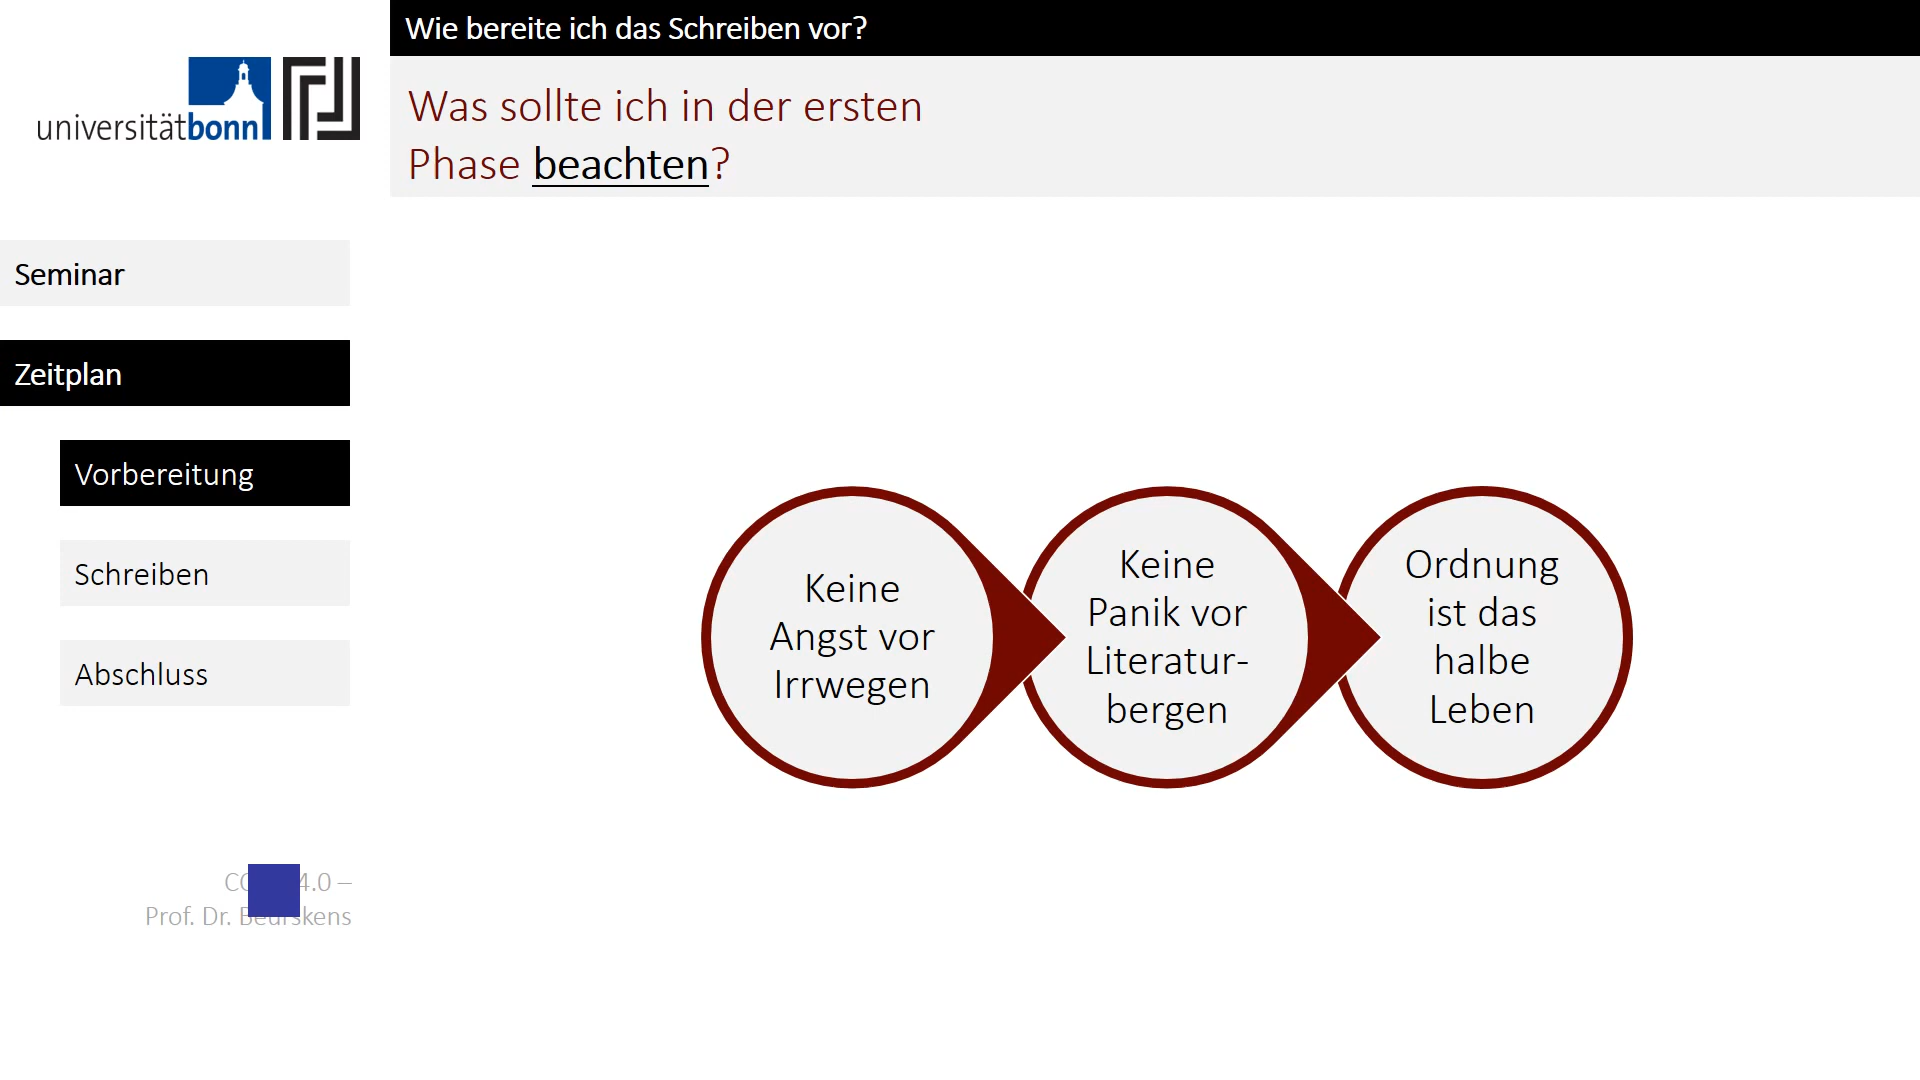 Wie bereite ich das Schreiben vor?
universitätbonn
Was sollte ich in der ersten
Phase beachten?
Seminar
Zeitplan
Vorbereitung
Schreiben
Abschluss
Keine
Angst vor
Irrwegen
Keine
Panik vor
Literatur-
bergen
Ordnung
ist das
halbe
Leben
4.0 –
Prof. Dr.